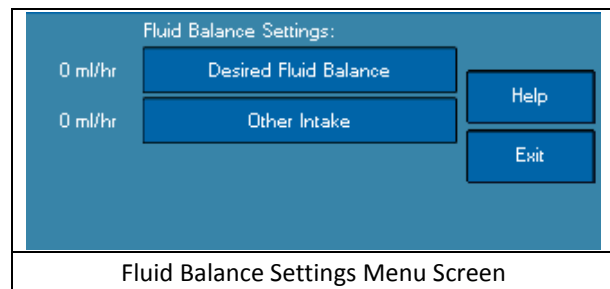 Fluid Balance Settings:
0 ml/hr Desired Fluid Balance
Help
0 ml/hr Other Intake
Exit
Fluid Balance Settings Menu Screen